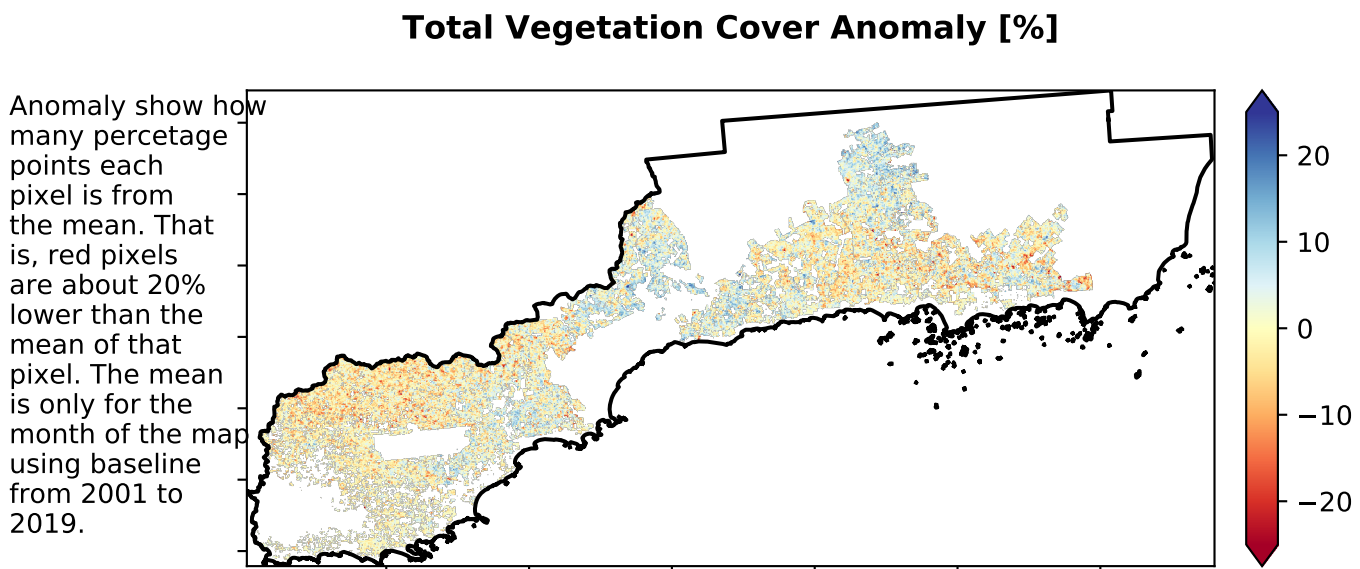 Total Vegetation Cover Anomaly [%]
Anomaly show how
many percetage
points each
pixel is from
the mean. That
is, red pixels
are about 20%
lower than the
mean of that
pixel. The mean
is only for the
month of the map
using baseline
from 2001 to
2019.
20
10
0
−10
−20